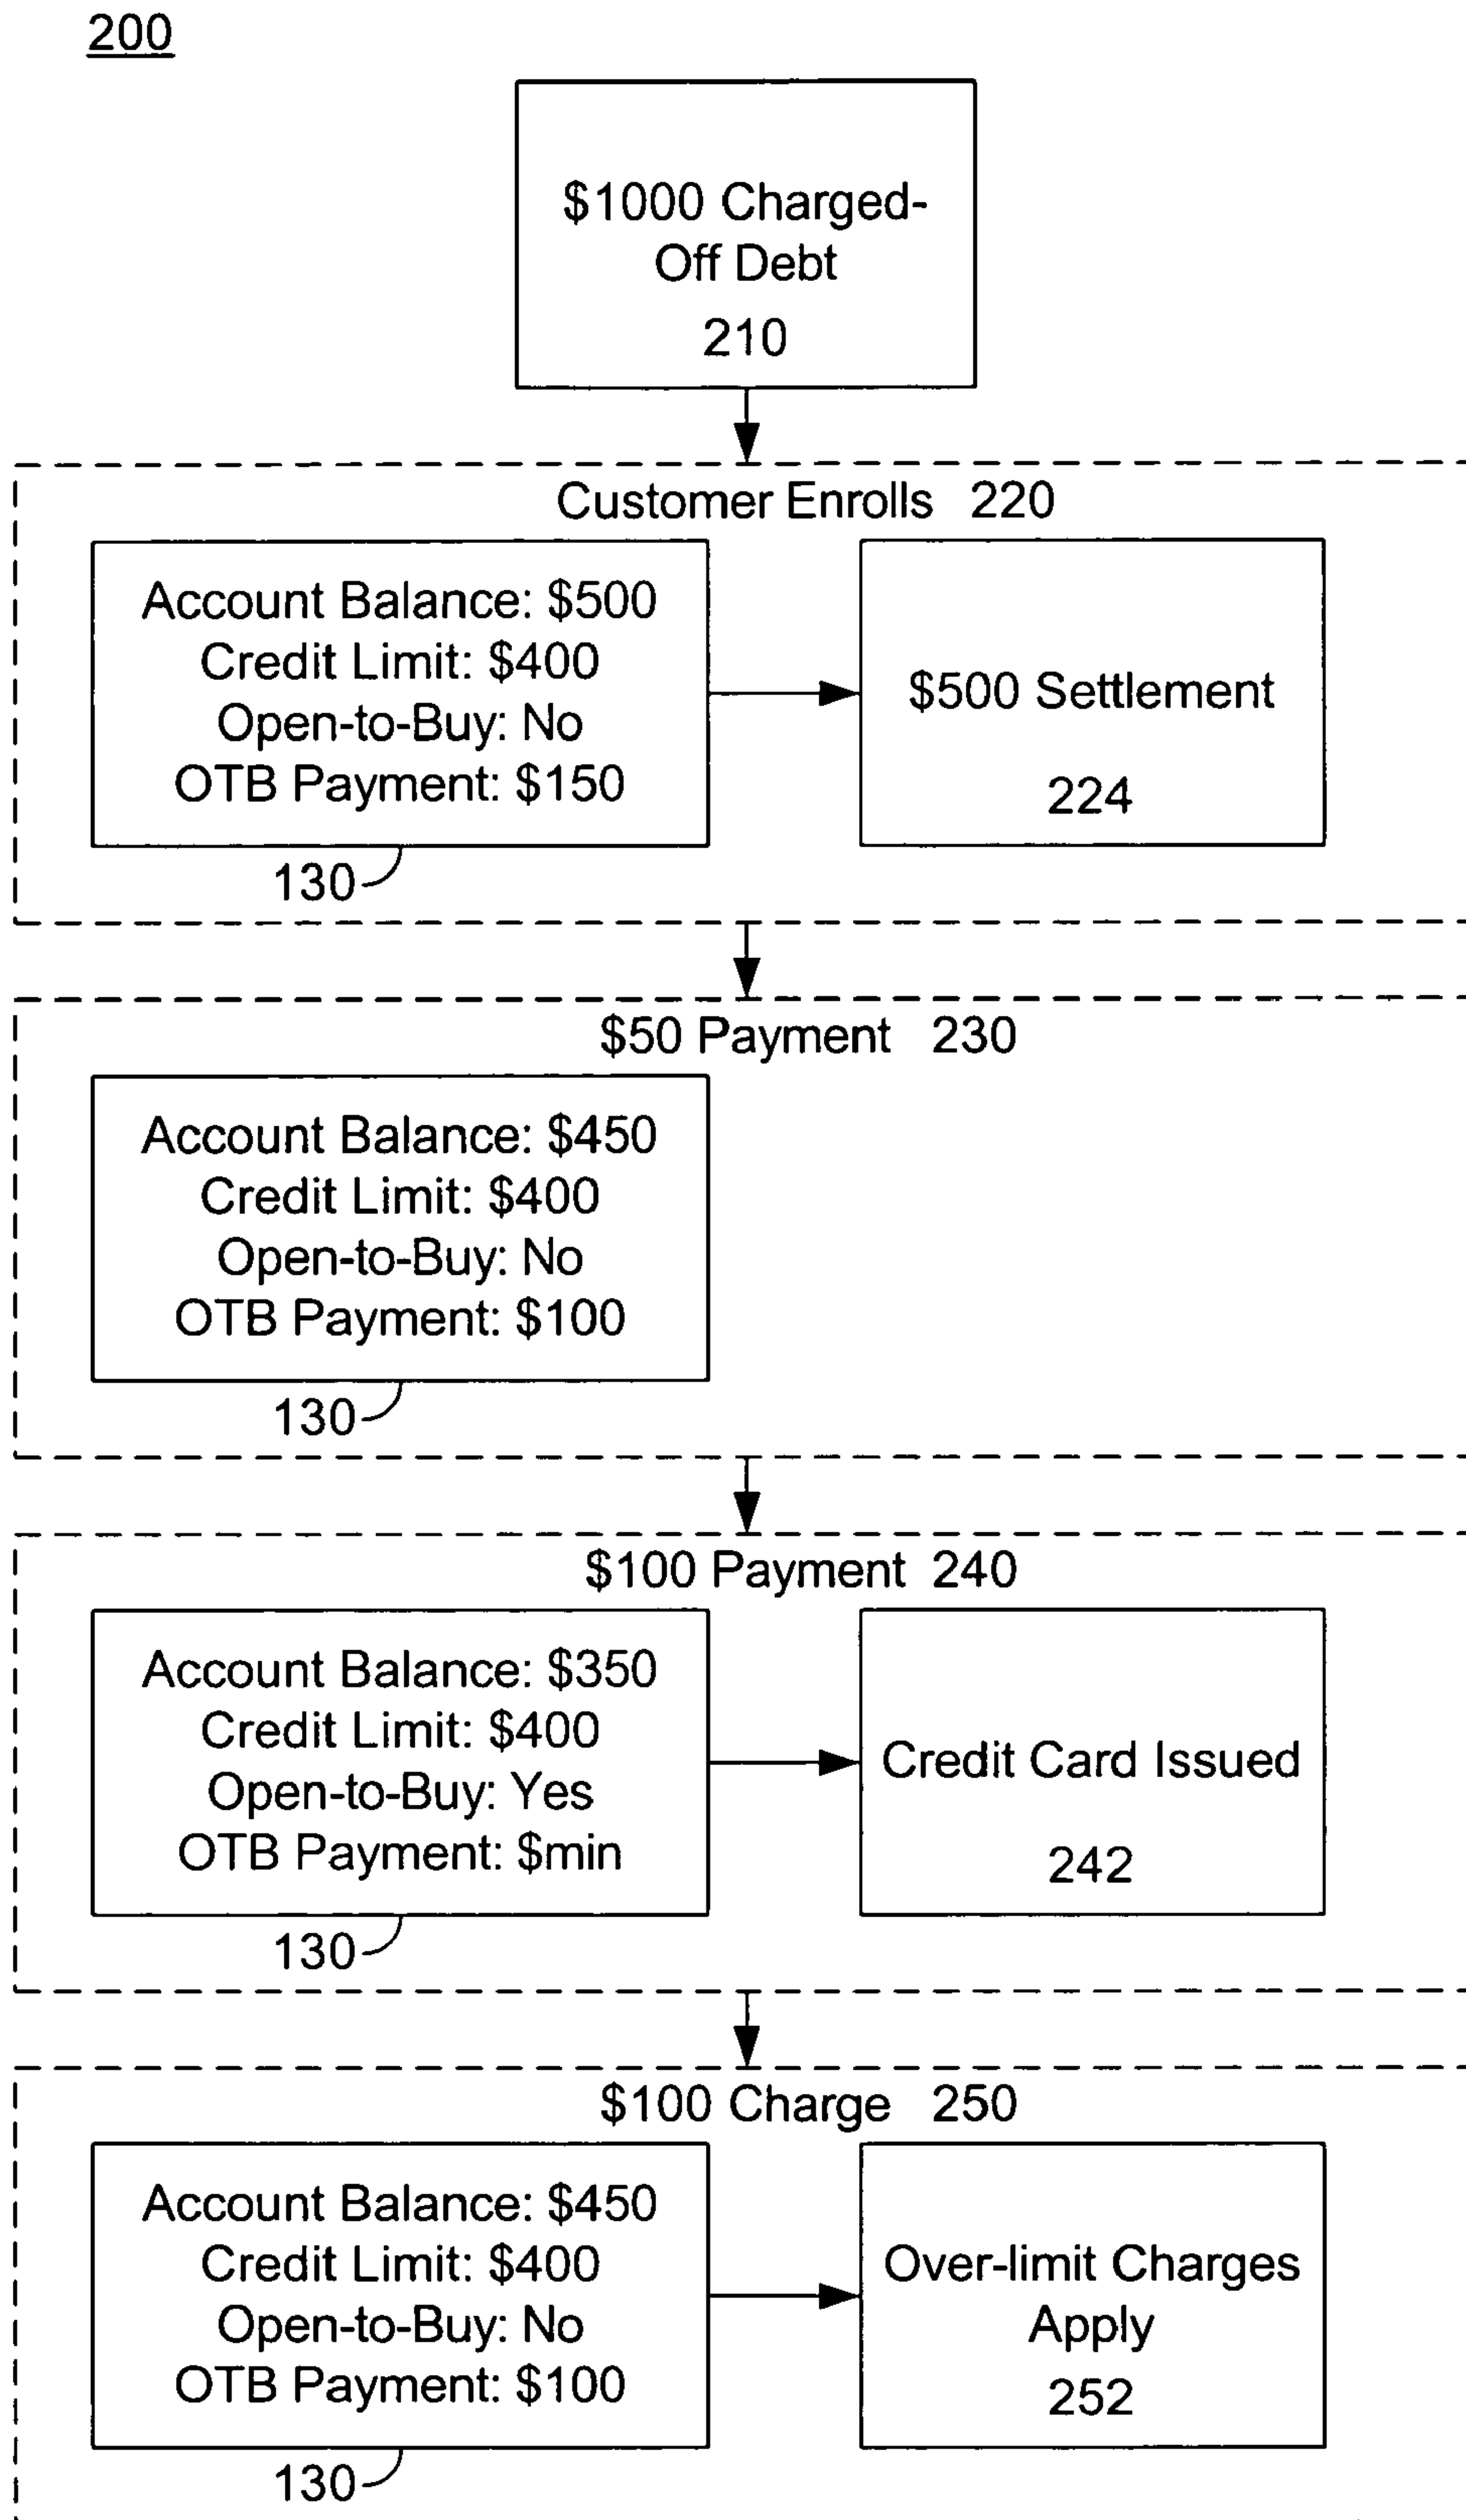 200
$1000 Charged-
Off Debt
210
Customer Enrolls 220
Account Balance: $500
Credit Limit: $400
Open-to-Buy: No
OTB Payment: $150
130
$500 Settlement
224
$50 Payment 230
Account Balance: $450
Credit Limit: $400
Open-to-Buy: No
OTB Payment: $100
130
$100 Payment 240
Account Balance: $350
Credit Limit: $400
Open-to-Buy: Yes
OTB Payment: $min
130
Credit Card Issued
242
$100 Charge 250
Account Balance: $450
Credit Limit: $400
Open-to-Buy: No
OTB Payment: $100
130
Over-limit Charges
Apply
252